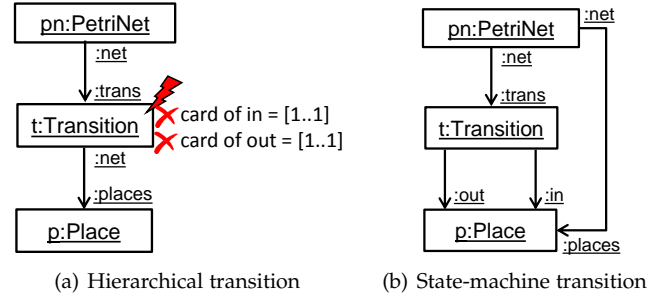 pn:PetriNet
:net
:trans
t:Transition
card of in = [1..1]
card of out = [1..1]
:net
:places
p:Place
(a) Hierarchical transition
pn:PetriNet
:net
:net
:trans
t:Transition
:out
:in
p:Place
:places
(b) State-machine transition